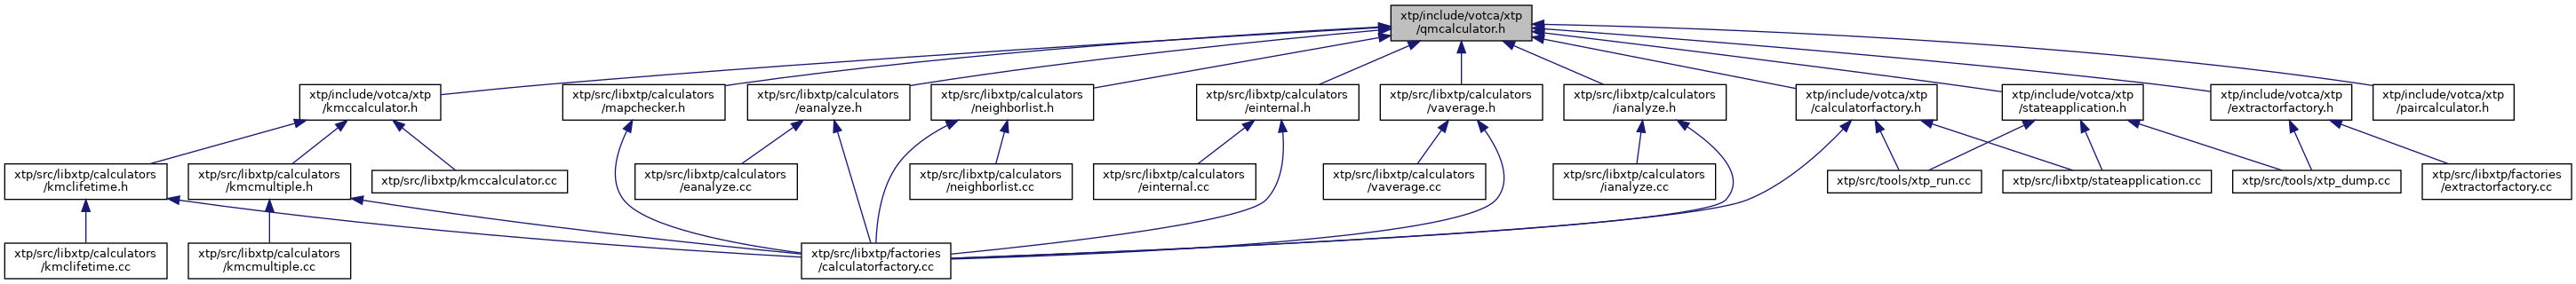 xtp/include/votca/xtp
/qmcalculator.h
xtp/include/votca/xtp
/kmccalculator.h
xtp/src/libxtp/calculators
/mapchecker.h
xtp/src/libxtp/calculators
/eanalyze.h
xtp/src/libxtp/calculators
/neighborlist.h
xtp/src/libxtp/calculators
/einternal.h
xtp/src/libxtp/calculators
/vaverage.h
xtp/src/libxtp/calculators
/ianalyze.h
xtp/include/votca/xtp
/calculatorfactory.h
xtp/include/votca/xtp
/stateapplication.h
xtp/include/votca/xtp
/extractorfactory.h
xtp/include/votca/xtp
/paircalculator.h
xtp/src/libxtp/calculators
/kmclifetime.h
xtp/src/libxtp/calculators
/kmcmultiple.h
xtp/src/libxtp/kmccalculator.cc
xtp/src/libxtp/calculators
/eanalyze.cc
xtp/src/libxtp/calculators
/neighborlist.cc
xtp/src/libxtp/calculators
/einternal.cc
xtp/src/libxtp/calculators
/vaverage.cc
xtp/src/libxtp/calculators
/ianalyze.cc
xtp/src/tools/xtp_run.cc
xtp/src/libxtp/stateapplication.cc
xtp/src/tools/xtp_dump.cc
xtp/src/libxtp/factories
/extractorfactory.cc
xtp/src/libxtp/calculators
/kmclifetime.cc
xtp/src/libxtp/calculators
/kmcmultiple.cc
xtp/src/libxtp/factories
/calculatorfactory.cc